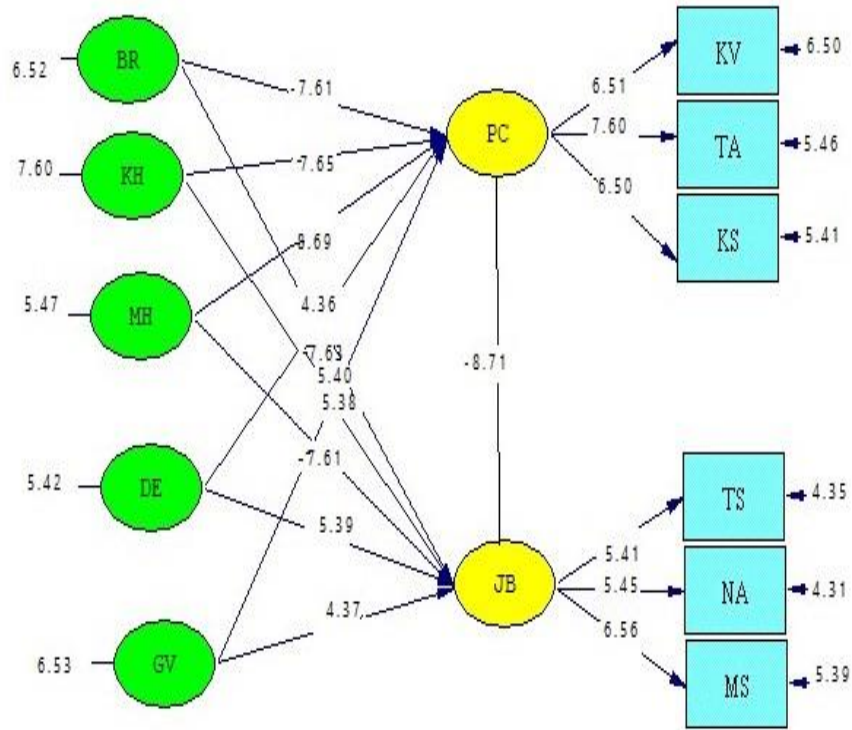 BR
6.52
KH
7.60
MH
5.47
DE
5.42
GV
6.53
-7.61
-7.65
8.69
4.36
-7.63
5.40
5.38
-7.61
5.39
4.37
PC
-8.71
JB
6.51
7.60
6.50
5.41
5.45
6.56
KV
6.50
TA
5.46
KS
5.41
TS
4.35
NA
4.31
MS
5.39